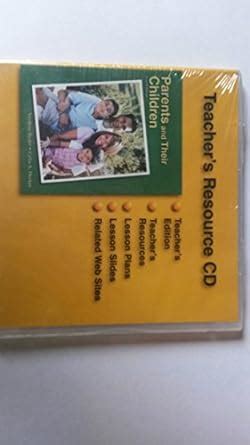 Teacher's Resource CD
Parents and Their
Children
Teacher's
Edition
Teacher's
Resources
Lesson Plans
Lesson Slides
Related Web Sites